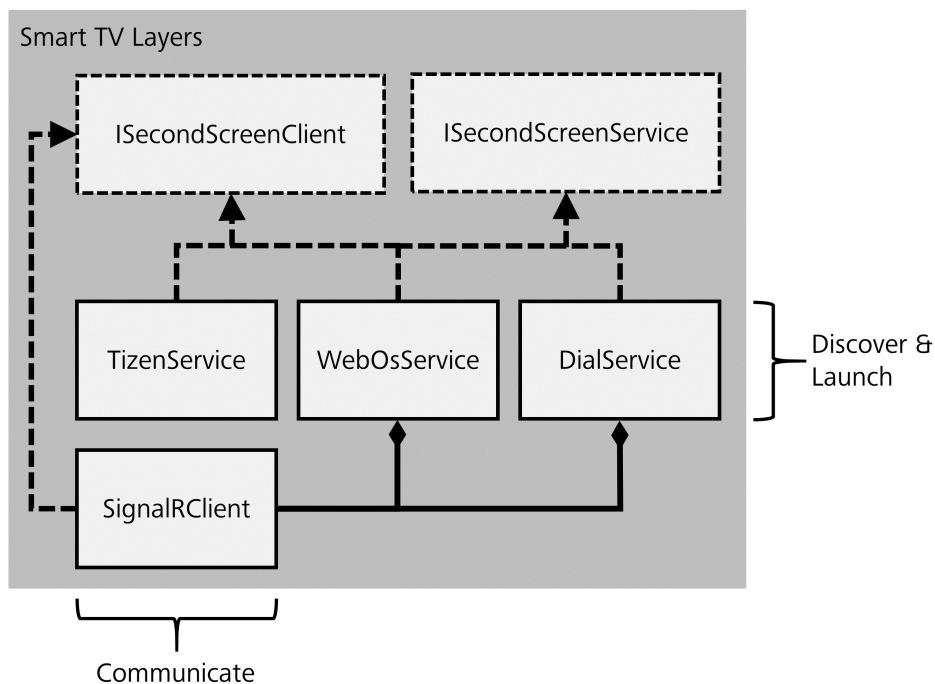 Smart TV Layers
ISecondScreenClient
ISecondScreenService
TizenService
WebOsService
DialService
Discover &
Launch
SignalRClient
Communicate